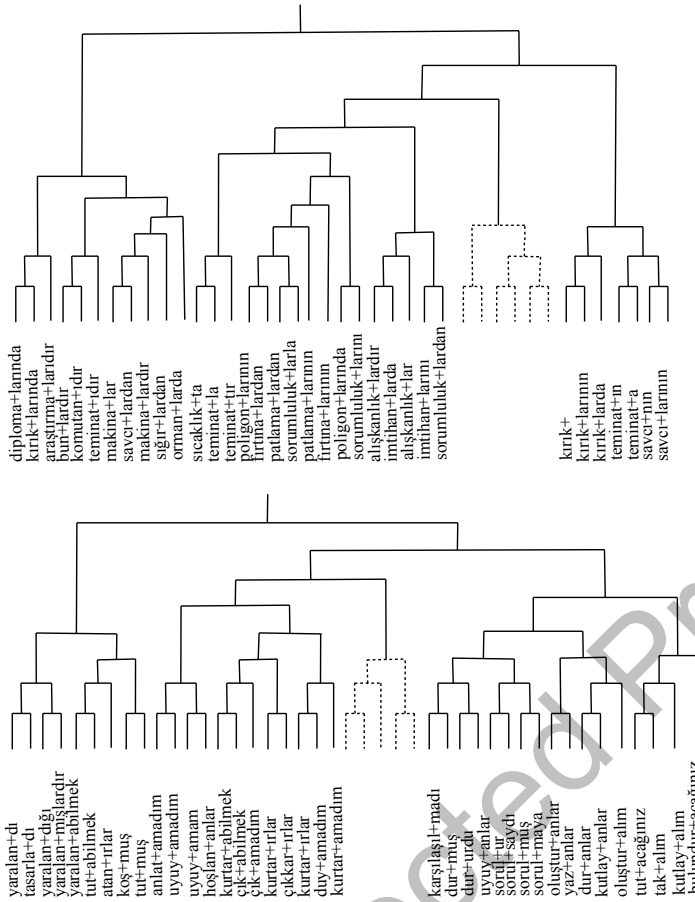 diploma+larında
kırık+larında
araştırma+larıdır
bun+lardır
komutan+ıdır
teminat+ıdır
makina+lar
savcı+lardan
makina+lardır
sığır+lardan
orman+larda
sıcaklık+ta
teminat+la
teminat+tır
poligon+larının
fırtına+lardan
patlama+lardan
sorumluluk+larla
patlama+larının
fırtına+larının
poligon+larında
sorumluluk+larını
alışkanlık+lardır
imtihan+larda
alışkanlık+lar
imtihan+larını
sorumluluk+lardan
kırık+
kırık+larının
kırık+larda
teminat+ın
teminat+a
savcı+nın
savcı+larının
yaralan+dı
tasarla+dı
yaralan+dığı
yaralan+mışlardır
yaralan+abilmek
tut+abilmek
atan+ırlar
koş+muş
tut+muş
anlat+amadım
uyuy+amadım
uyuy+amam
hoşlan+anlar
kurtar+abilmek
çık+abilmek
çık+amadım
kurtar+ırlar
çıkkar+ırlar
kurtar+ırlar
duy+amadım
kurtar+amadım
karşılaşıl+madı
dur+muş
dur+urdu
uyuy+anlar
sorul+ur
sorul+saydı
sorul+muş
sorul+maya
oluştur+anlar
yaz+anlar
dur+anlar
kutlay+anlar
oluştur+alım
tut+acağınız
tak+alım
kutlay+alım